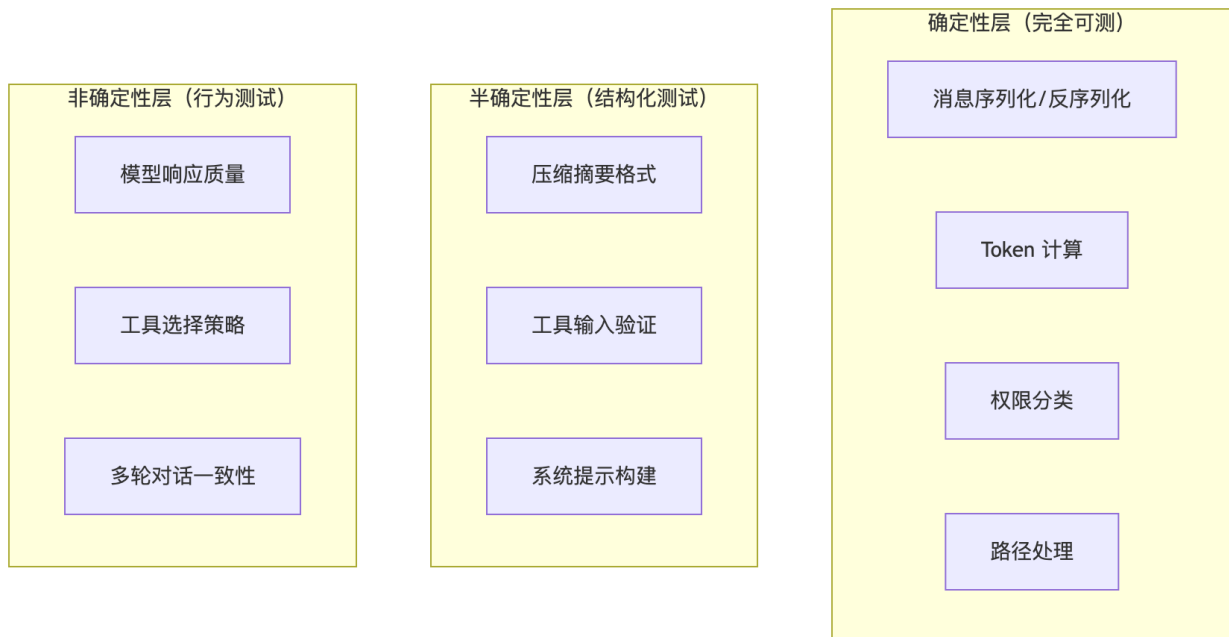 非确定性层（行为测试）
模型响应质量
工具选择策略
多轮对话一致性
半确定性层（结构化测试）
压缩摘要格式
工具输入验证
系统提示构建
确定性层（完全可测）
消息序列化/反序列化
Token 计算
权限分类
路径处理